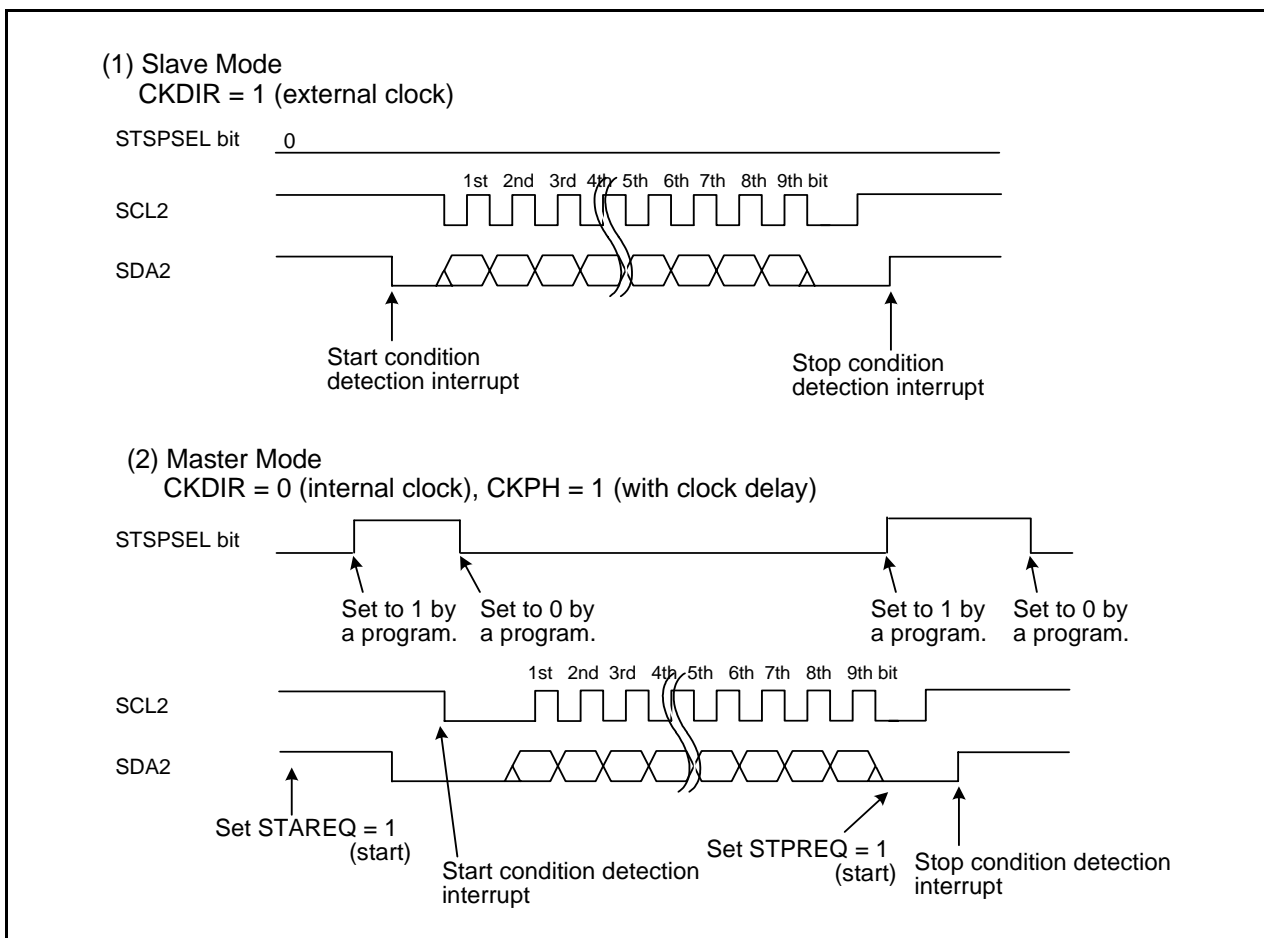 (1) Slave Mode
CKDIR = 1 (external clock)
STSPSEL bit 0
1st 2nd 3rd 4th 5th 6th 7th 8th 9th bit
SCL2
SDA2
Start condition
detection interrupt
Stop condition
detection interrupt
(2) Master Mode
CKDIR = 0 (internal clock), CKPH = 1 (with clock delay)
STSPSEL bit
Set to 1 by
a program.
Set to 0 by
a program.
Set to 1 by
a program.
Set to 0 by
a program.
1st 2nd 3rd 4th 5th 6th 7th 8th 9th bit
SCL2
SDA2
Set STAREQ = 1
(start)
Start condition detection
interrupt
Set STPREQ = 1
(start)
Stop condition detection
interrupt